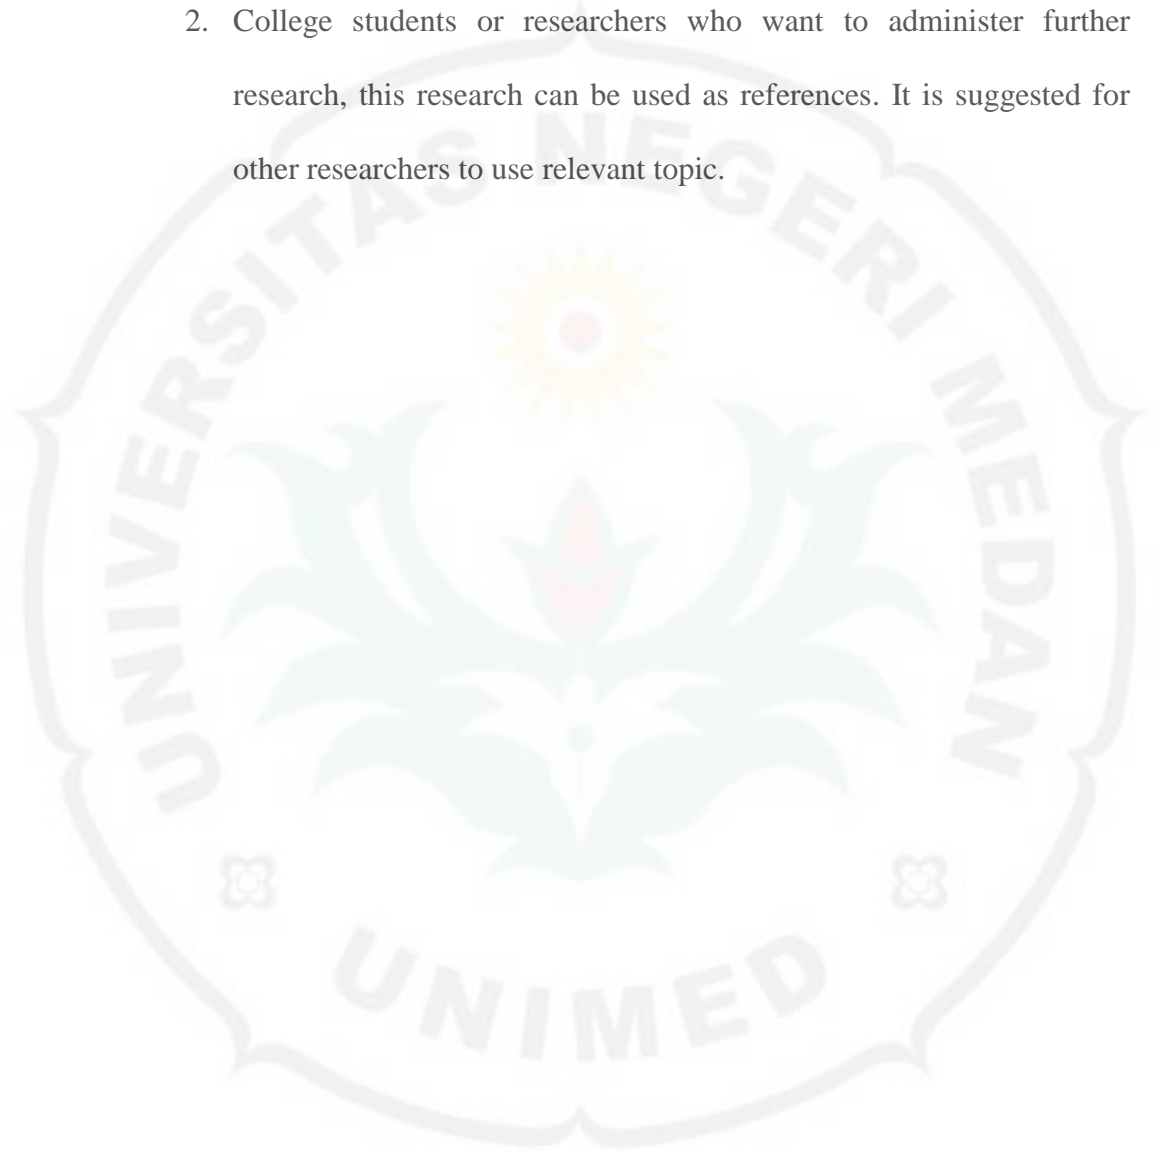 2. College students or researchers who want to administer further
research, this research can be used as references. It is suggested for
other researchers to use relevant topic.
UNIVERSITAS NEGERI MEDAN
UNIMED